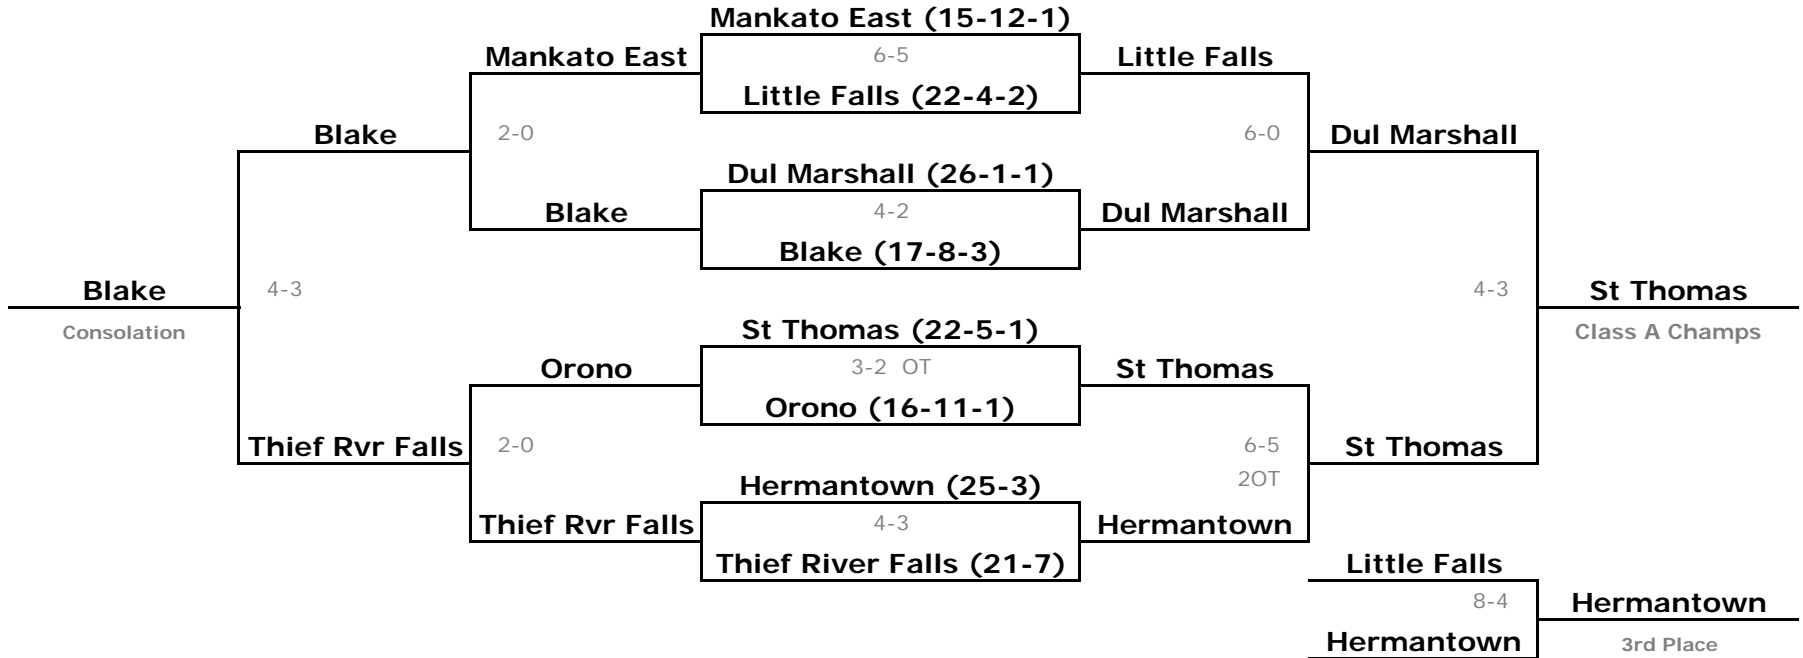 Mankato East (15-12-1)
Mankato East
6-5
Little Falls
Little Falls (22-4-2)
Blake
2-0
6-0
Dul Marshall
Dul Marshall (26-1-1)
Blake
4-2
Dul Marshall
Blake (17-8-3)
Blake
4-3
4-3
St Thomas
Consolation
St Thomas (22-5-1)
Class A Champs
Orono
3-2 OT
St Thomas
Orono (16-11-1)
Thief Rvr Falls
2-0
6-5
St Thomas
2OT
Hermantown (25-3)
Thief Rvr Falls
4-3
Hermantown
Thief River Falls (21-7)
Little Falls
8-4
Hermantown
Hermantown
3rd Place